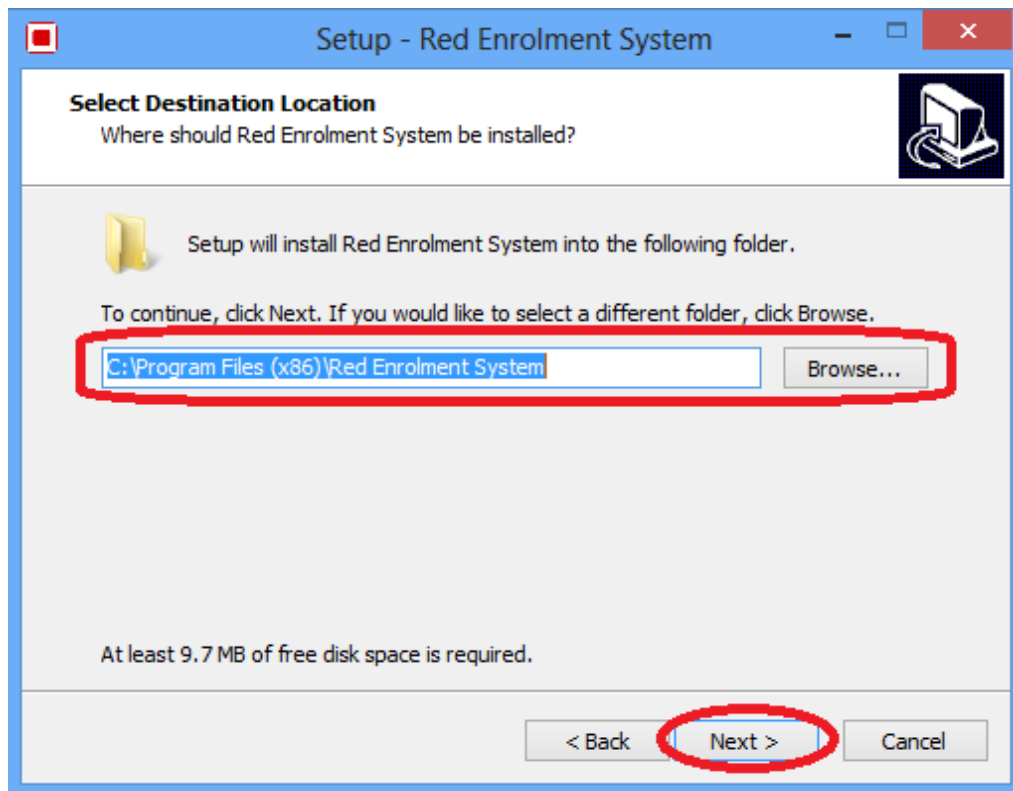 Setup - Red Enrolment System
Select Destination Location
Where should Red Enrolment System be installed?
Setup will install Red Enrolment System into the following folder.
To continue, click Next. If you would like to select a different folder, click Browse.
C:\Program Files (x86)\Red Enrolment System
Browse...
At least 9.7 MB of free disk space is required.
< Back Next > Cancel